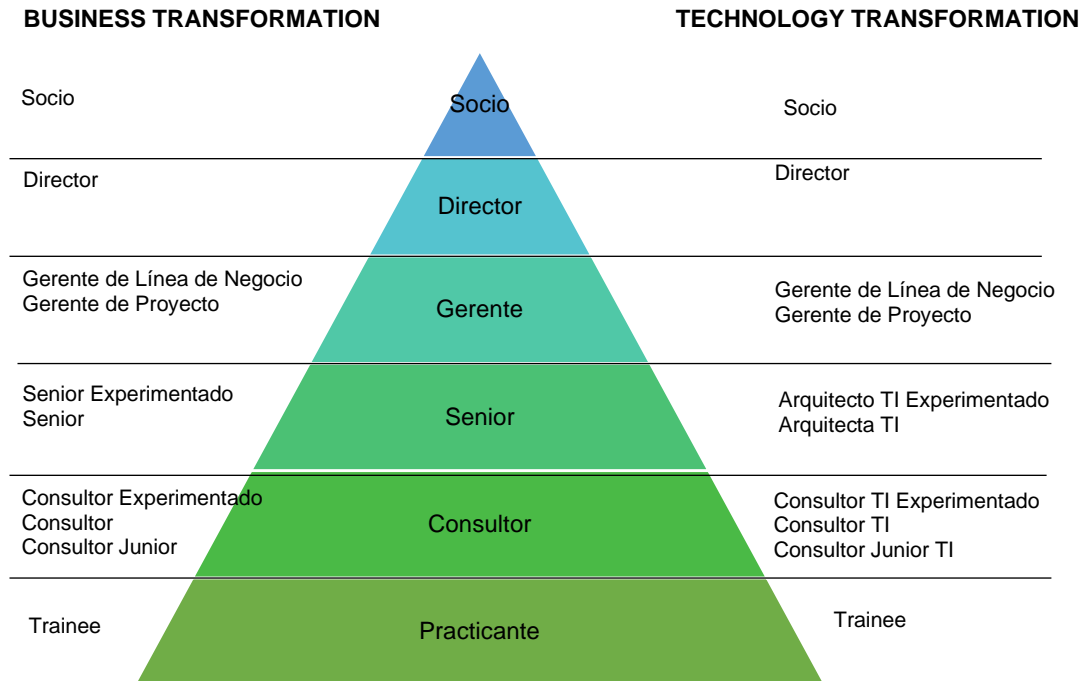 BUSINESS TRANSFORMATION
TECHNOLOGY TRANSFORMATION
Socio
Socio
Socio
Director
Director
Director
Gerente de Línea de Negocio
Gerente de Proyecto
Gerente
Gerente de Línea de Negocio
Gerente de Proyecto
Senior Experimentado
Senior
Senior
Arquitecto TI Experimentado
Arquitecta TI
Consultor Experimentado
Consultor
Consultor Junior
Consultor
Consultor TI Experimentado
Consultor TI
Consultor Junior TI
Trainee
Practicante
Trainee